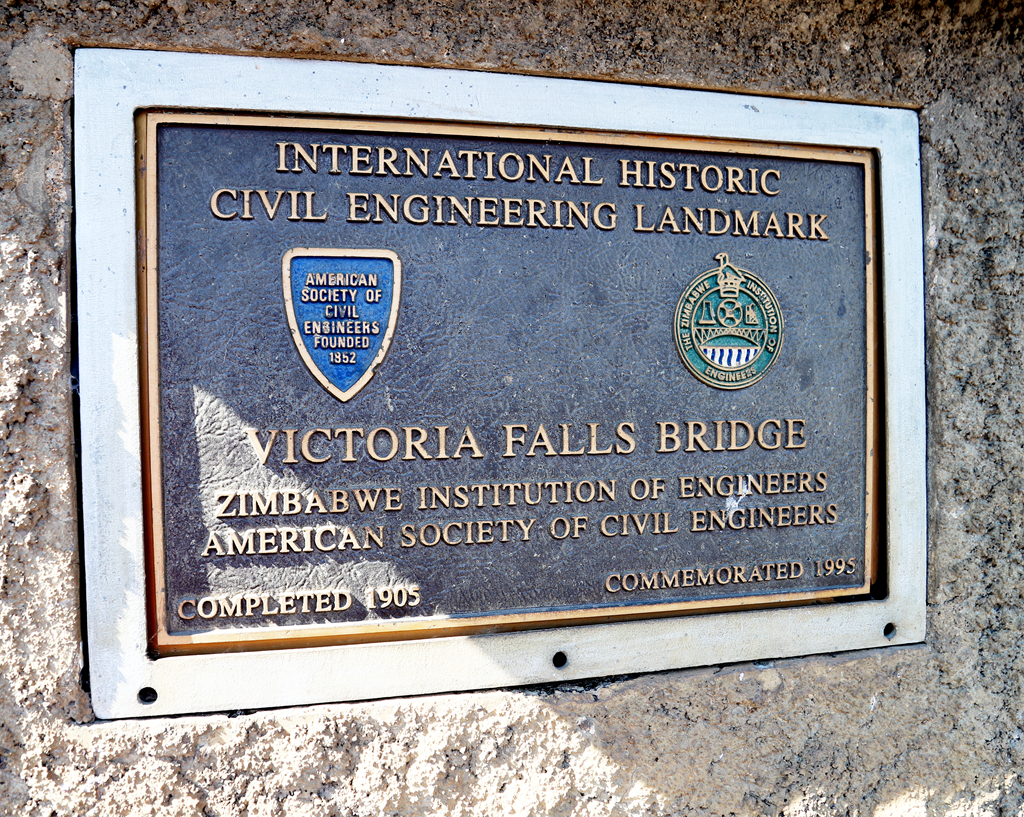 INTERNATIONAL HISTORIC
CIVIL ENGINEERING LANDMARK
AMERICAN
SOCIETY OF
CIVIL
ENGINEERS
FOUNDED
1852
THE ZIMBABWE INSTITUTION OF
ENGINEERS
VICTORIA FALLS BRIDGE
ZIMBABWE INSTITUTION OF ENGINEERS
AMERICAN SOCIETY OF CIVIL ENGINEERS
COMPLETED 1905
COMMEMORATED 1995